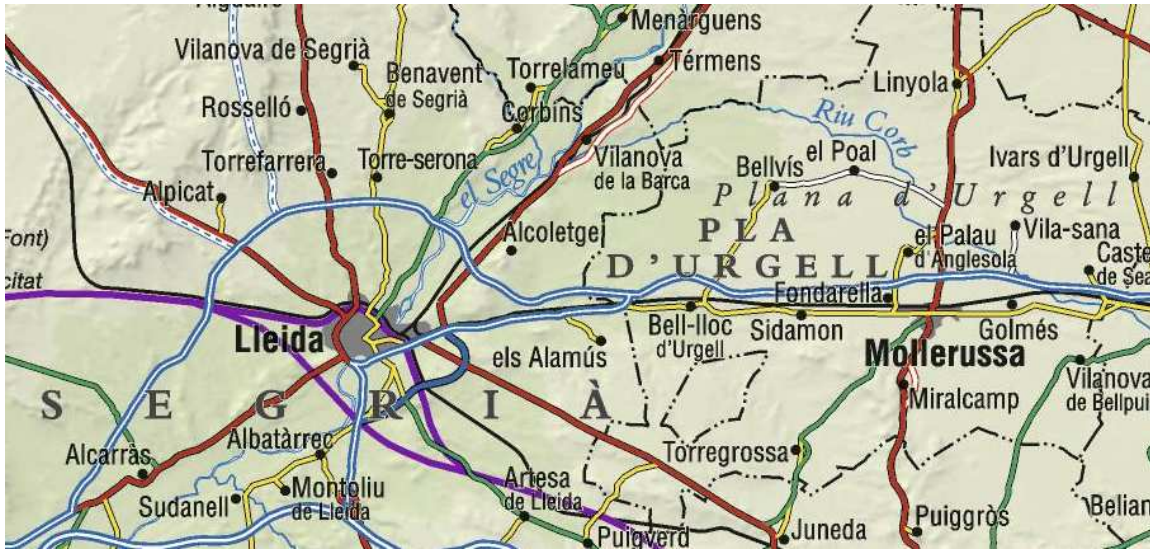 Menàrguens
Vilanova de Segrià
Benavent
de Segrià
Torrelameu
Térmens
Linyola
Rosselló
Corbins
Riu Corb
Torrefarrera
Torre-serona
el Segre
Vilanova
de la Barca
Bellvís
el Poal
Ivars d'Urgell
Alpicat
Plana d'Urgell
Font)
Alcoletge
PLA
D'URGELL
el Palau
d'Anglesola
Vila-sana
citat
Fondarella
Lleida
Bell-lloc
d'Urgell
Sidamon
Golmés
els Alamús
Mollerussa
SEGRIÀ
Miralcamp
Vilanova
Albatàrrec
Alcarràs
Torregrossa
Sudanell
Montoliu
de Lleida
Artesa
de Lleida
Puigverd
Juneda
Puiggròs